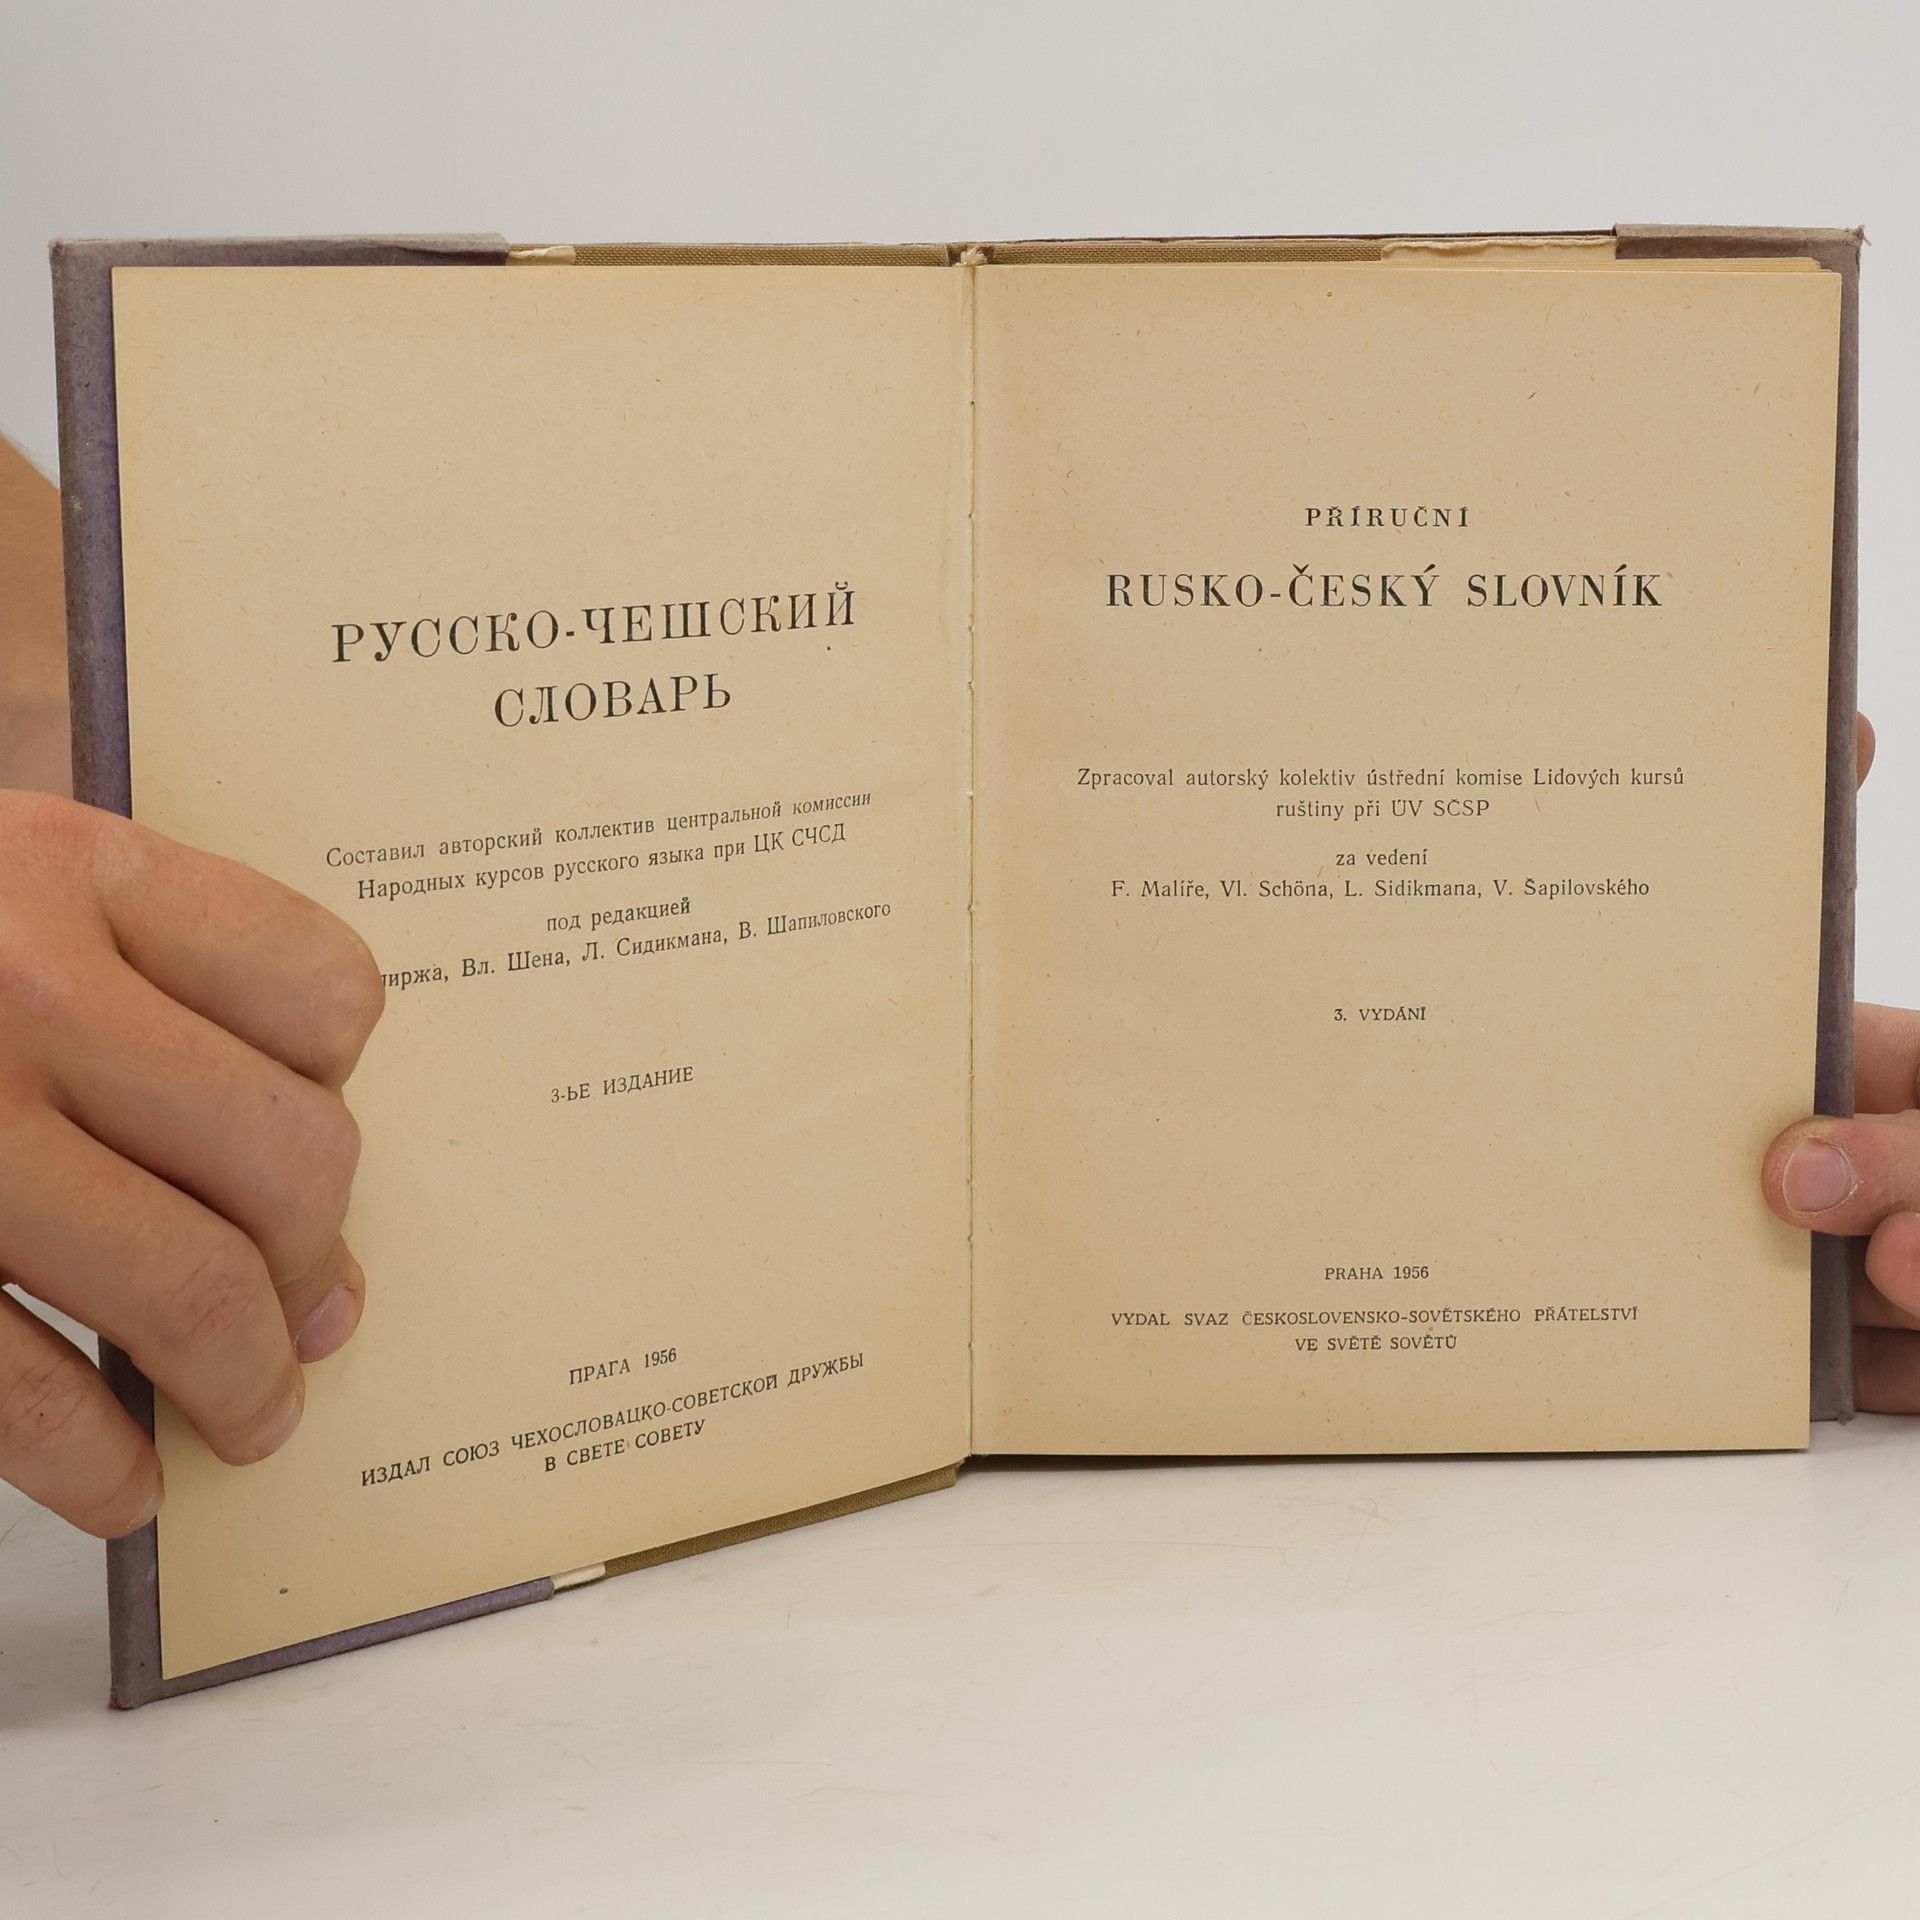 РУССКО-ЧЕШСКИЙ
СЛОВАРЬ
Составил авторский коллектив центральной комиссии
Народных курсов русского языка при ЦК СЧСД
под редакцией
Вл. Шена, Л. Сидикмана, В. Шапиловского
3-ЬЕ ИЗДАНИЕ
ПРАГА 1956
ИЗДАЛ СОЮЗ ЧЕХОСЛОВАЦКО-СОВЕТСКОЙ ДРУЖБЫ
В СВЕТЕ СОВЕТУ
PŘÍRUČNÍ
RUSKO-ČESKÝ SLOVNÍK
Zpracoval autorský kolektiv ústřední komise Lidových kursů
ruštiny při ÚV SČSP
za vedení
F. Malíře, Vl. Schöna, L. Sidikmana, V. Šapilovského
3. VYDÁNÍ
PRAHA 1956
VYDAL SVAZ ČESKOSLOVENSKO-SOVĚTSKÉHO PŘÁTELSTVÍ
VE SVĚTĚ SOVĚTŮ